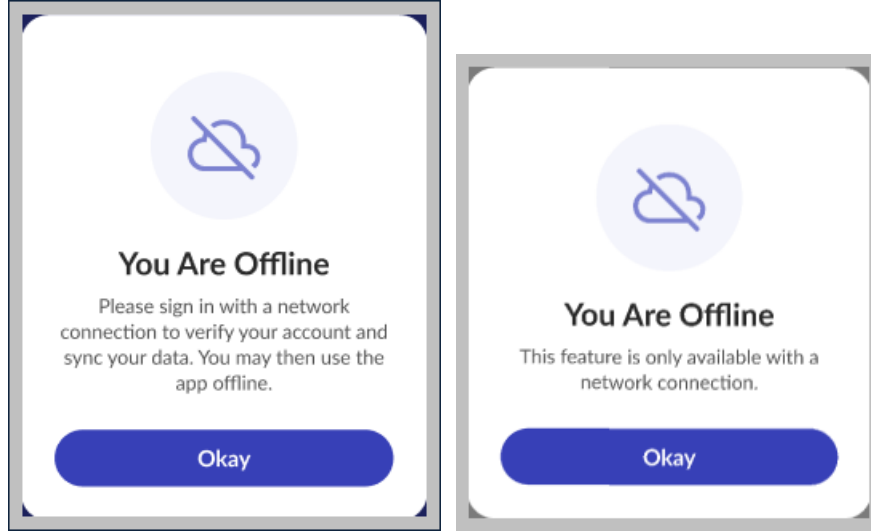 You Are Offline
Please sign in with a network
connection to verify your account and
sync your data. You may then use the
app offline.
Okay
You Are Offline
This feature is only available with a
network connection.
Okay